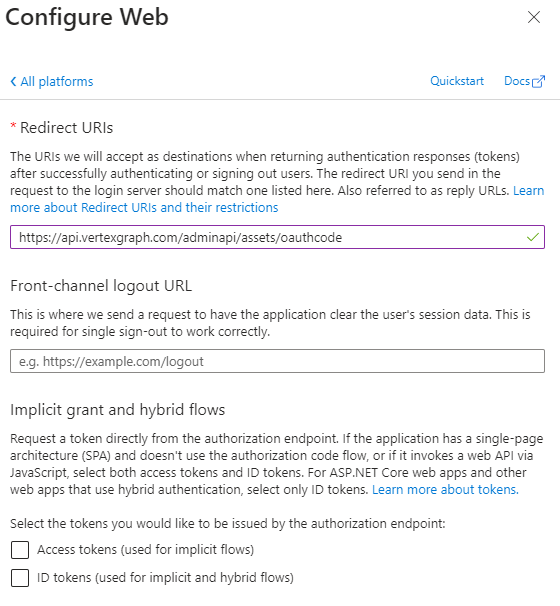 Configure Web
All platforms
Quickstart
Docs
* Redirect URIs
The URIs we will accept as destinations when returning authentication responses (tokens)
after successfully authenticating or signing out users. The redirect URI you send in the
request to the login server should match one listed here. Also referred to as reply URLs. Learn
more about Redirect URIs and their restrictions
https://api.vertexgraph.com/adminapi/assets/oauthcode
Front-channel logout URL
This is where we send a request to have the application clear the user's session data. This is
required for single sign-out to work correctly.
e.g. https://example.com/logout
Implicit grant and hybrid flows
Request a token directly from the authorization endpoint. If the application has a single-page
architecture (SPA) and doesn't use the authorization code flow, or if it invokes a web API via
JavaScript, select both access tokens and ID tokens. For ASP.NET Core web apps and other
web apps that use hybrid authentication, select only ID tokens. Learn more about tokens.
Select the tokens you would like to be issued by the authorization endpoint:
Access tokens (used for implicit flows)
ID tokens (used for implicit and hybrid flows)